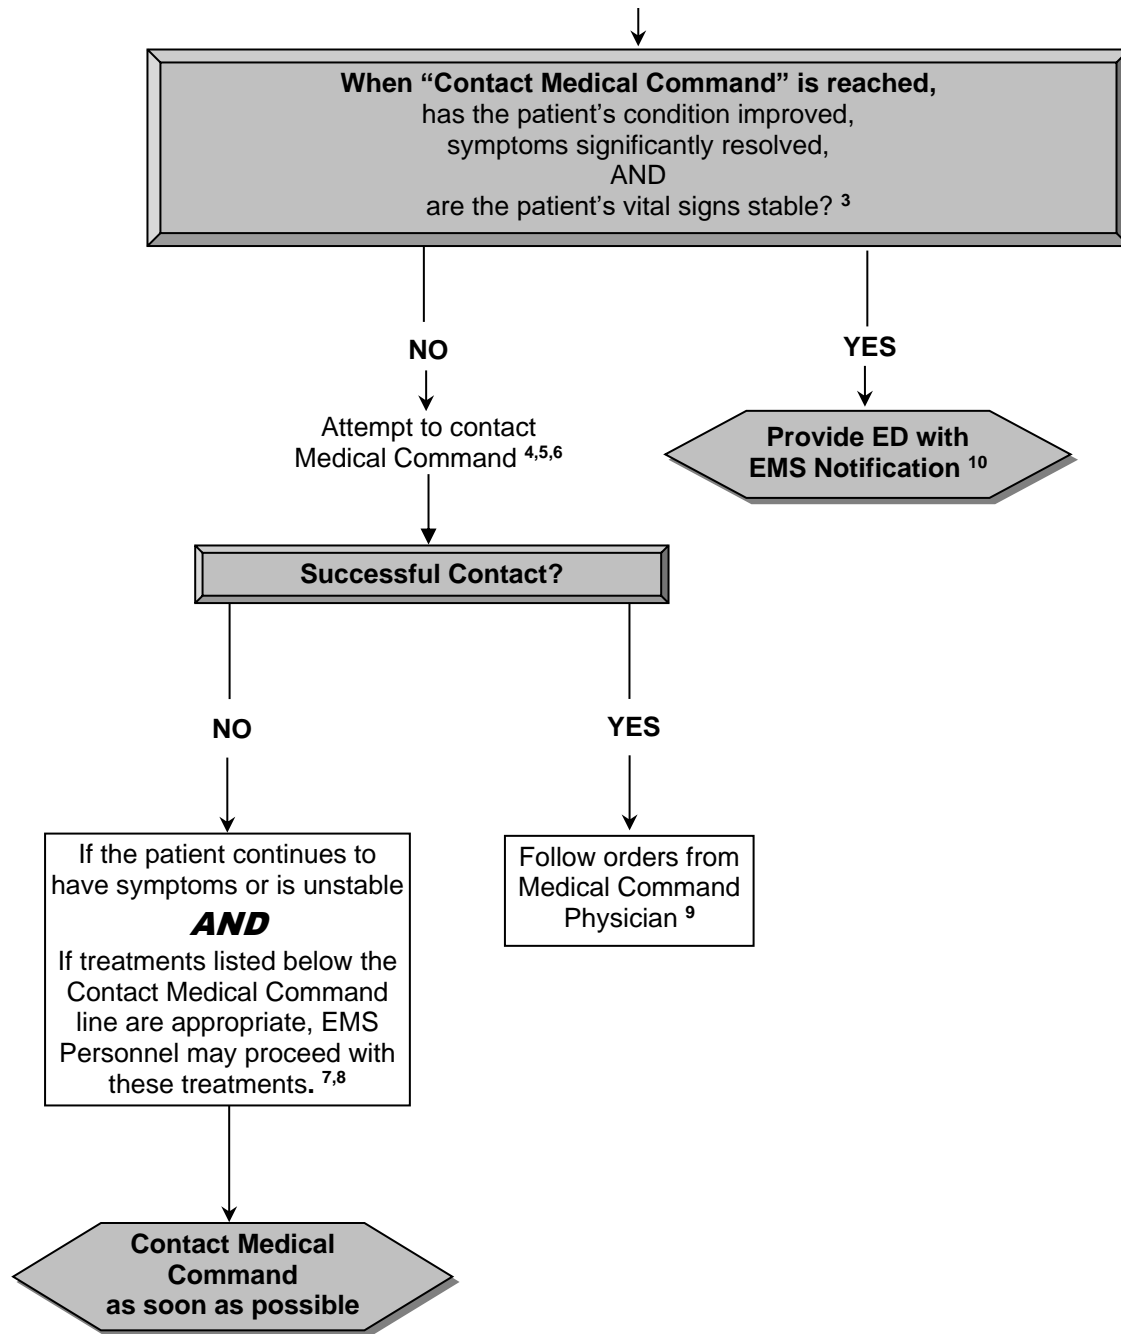 When “Contact Medical Command” is reached,
has the patient’s condition improved,
symptoms significantly resolved,
AND
are the patient’s vital signs stable? 3
NO
YES
Attempt to contact
Medical Command 4,5,6
Provide ED with
EMS Notification 10
Successful Contact?
NO
YES
If the patient continues to
have symptoms or is unstable
AND
If treatments listed below the
Contact Medical Command
line are appropriate, EMS
Personnel may proceed with
these treatments. 7,8
Follow orders from
Medical Command
Physician 9
Contact Medical
Command
as soon as possible